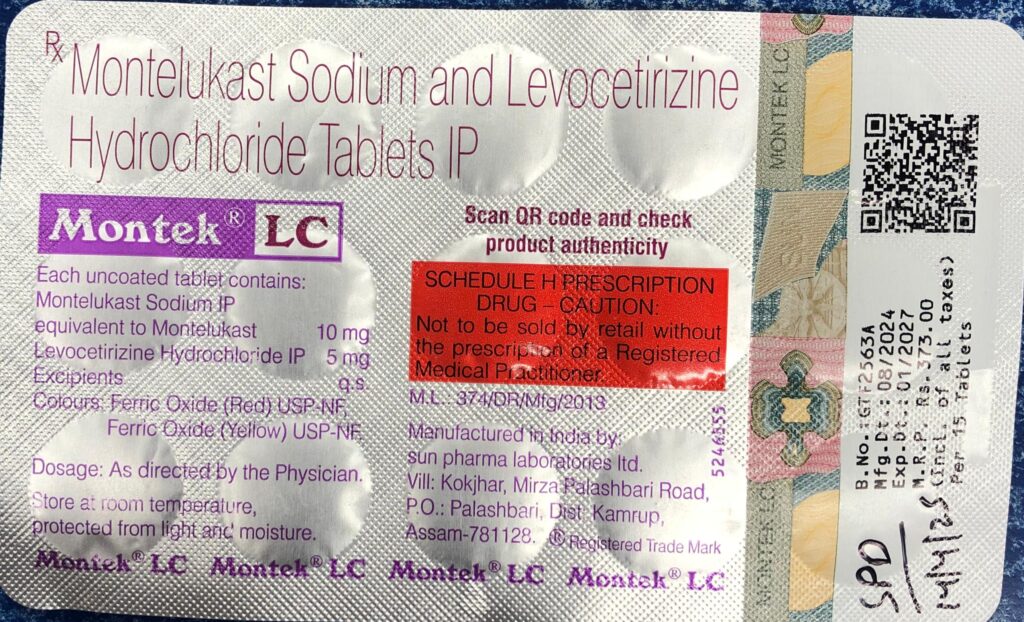 Rx Montelukast Sodium and Levocetirizine
Hydrochloride Tablets IP
Montek® LC
Each uncoated tablet contains:
Montelukast Sodium IP
equivalent to Montelukast 10 mg
Levocetirizine Hydrochloride IP 5 mg
Excipients q.s.
Colours: Ferric Oxide (Red) USP-NF,
Ferric Oxide (Yellow) USP-NF
Dosage: As directed by the Physician.
Store at room temperature,
protected from light and moisture.
Scan QR code and check
product authenticity
SCHEDULE H PRESCRIPTION
DRUG – CAUTION:
Not to be sold by retail without
the prescription of a Registered
Medical Practitioner.
M.L.: 374/DR/Mfg/2013
Manufactured in India by:
sun pharma laboratories ltd.
Vill: Kokjhar, Mirza Palashbari Road,
P.O.: Palashbari, Dist. Kamrup,
Assam-781128. ® Registered Trade Mark
Montek® LC Montek® LC Montek® LC Montek® LC
MONTEK LC
SUN
MONTEK LC
B.No.:GTF2563A
Mfg.Dt.:08/2024
Exp.Dt.:01/2027
M.R.P. Rs.373.00
(incl. of all taxes)
Per 15 Tablets
SPD